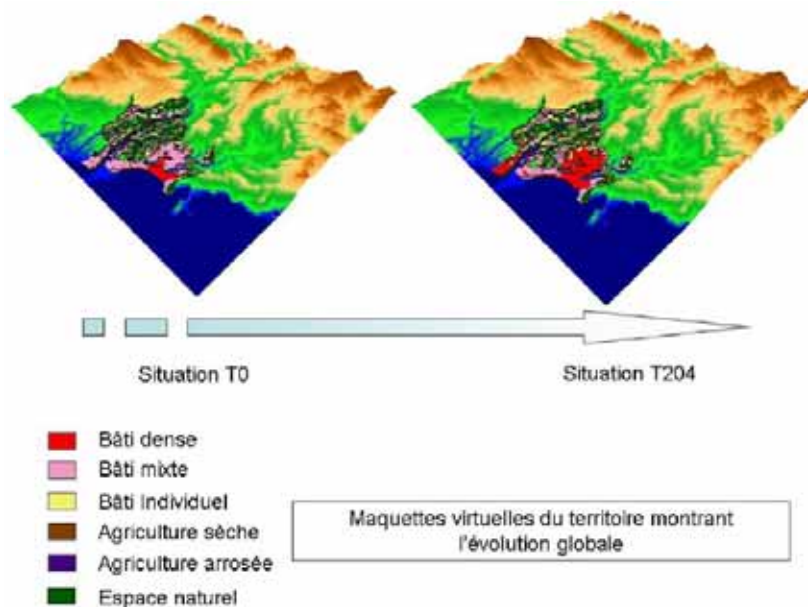 Situation T0
Situation T204
Bâti dense
Bâti mixte
Bâti Individuel
Agriculture sèche
Agriculture arrosée
Espace naturel
Maquettes virtuelles du territoire montrant
l'évolution globale